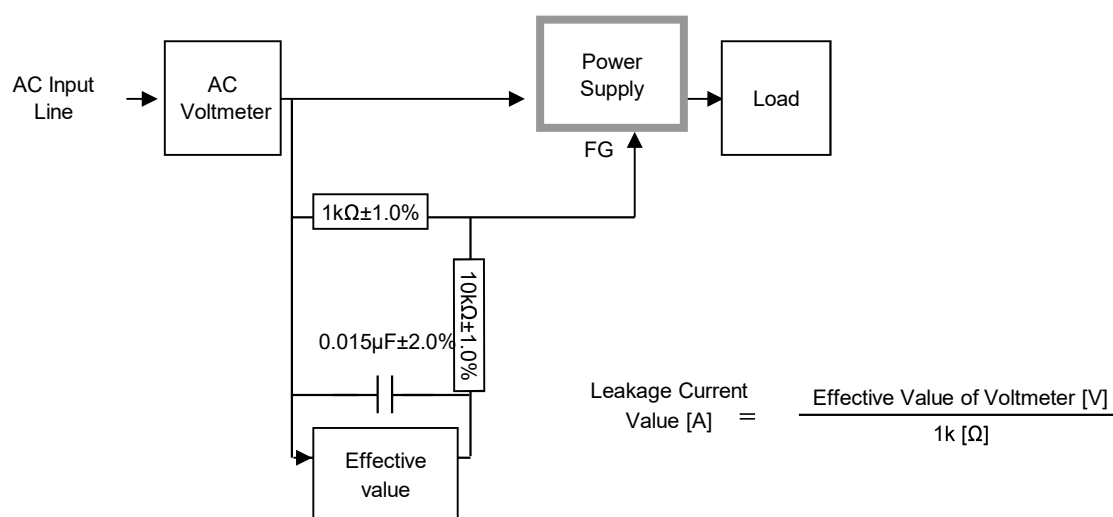 AC Input
Line
AC
Voltmeter
Power
Supply
Load
FG
1kΩ±1.0%
10kΩ±1.0%
0.015µF±2.0%
Effective
value
Leakage Current
Value [A]
=
Effective Value of Voltmeter [V]
1k [Ω]